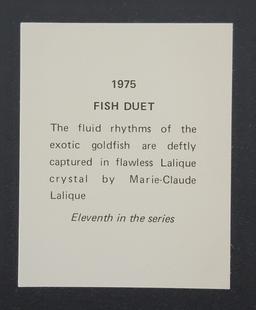 1975
FISH DUET
The fluid rhythms of the
exotic goldfish are deftly
captured in flawless Lalique
crystal by Marie-Claude
Lalique
Eleventh in the series